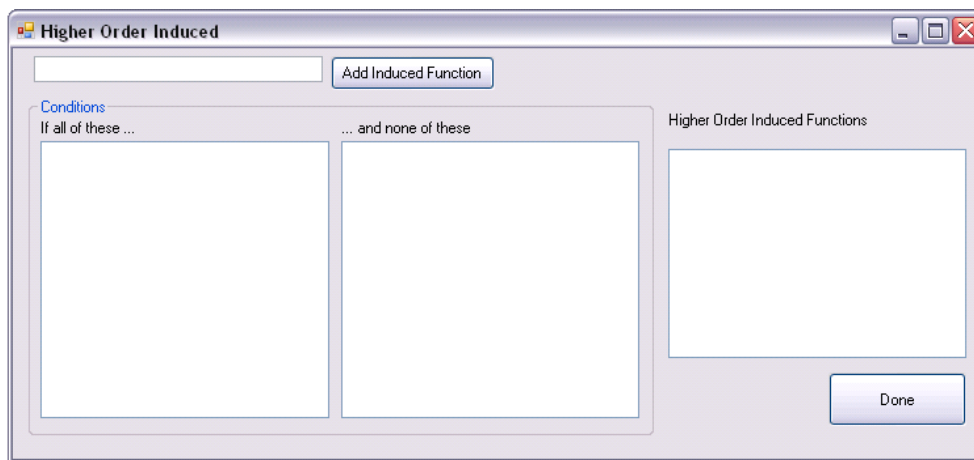 Higher Order Induced
Add Induced Function
Conditions
If all of these ...
... and none of these
Higher Order Induced Functions
Done